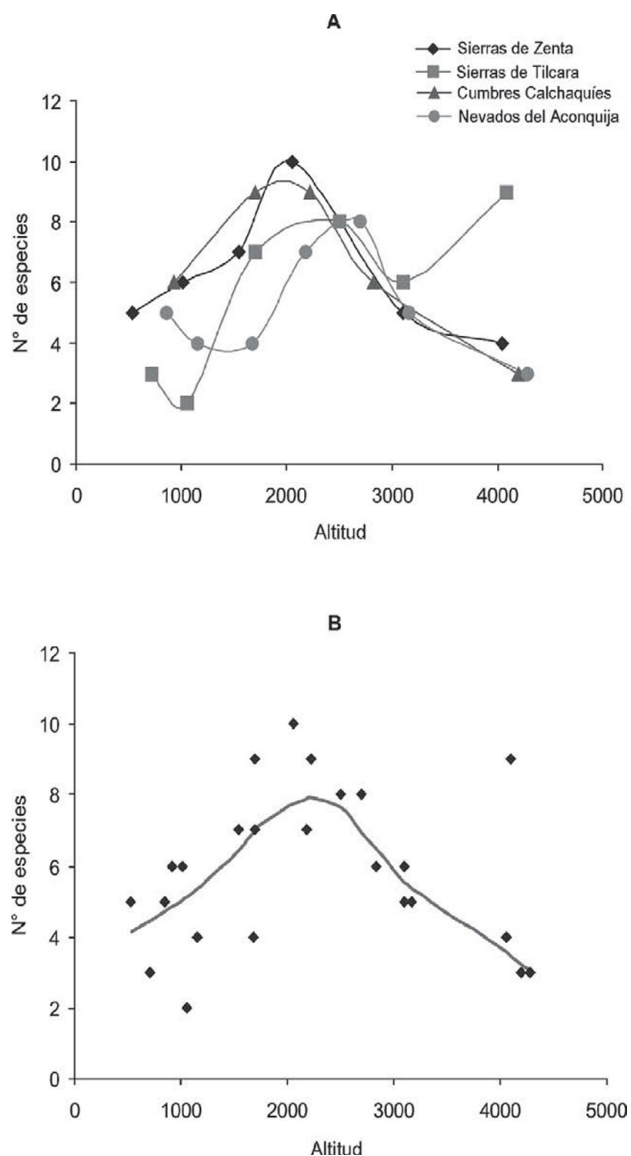 A
Sierras de Zenta
Sierras de Tilcara
Cumbres Calchaquíes
Nevados del Aconquija
12
10
8
6
4
2
0
N° de especies
0 1000 2000 3000 4000 5000
Altitud
B
12
10
8
6
4
2
0
N° de especies
0 1000 2000 3000 4000 5000
Altitud